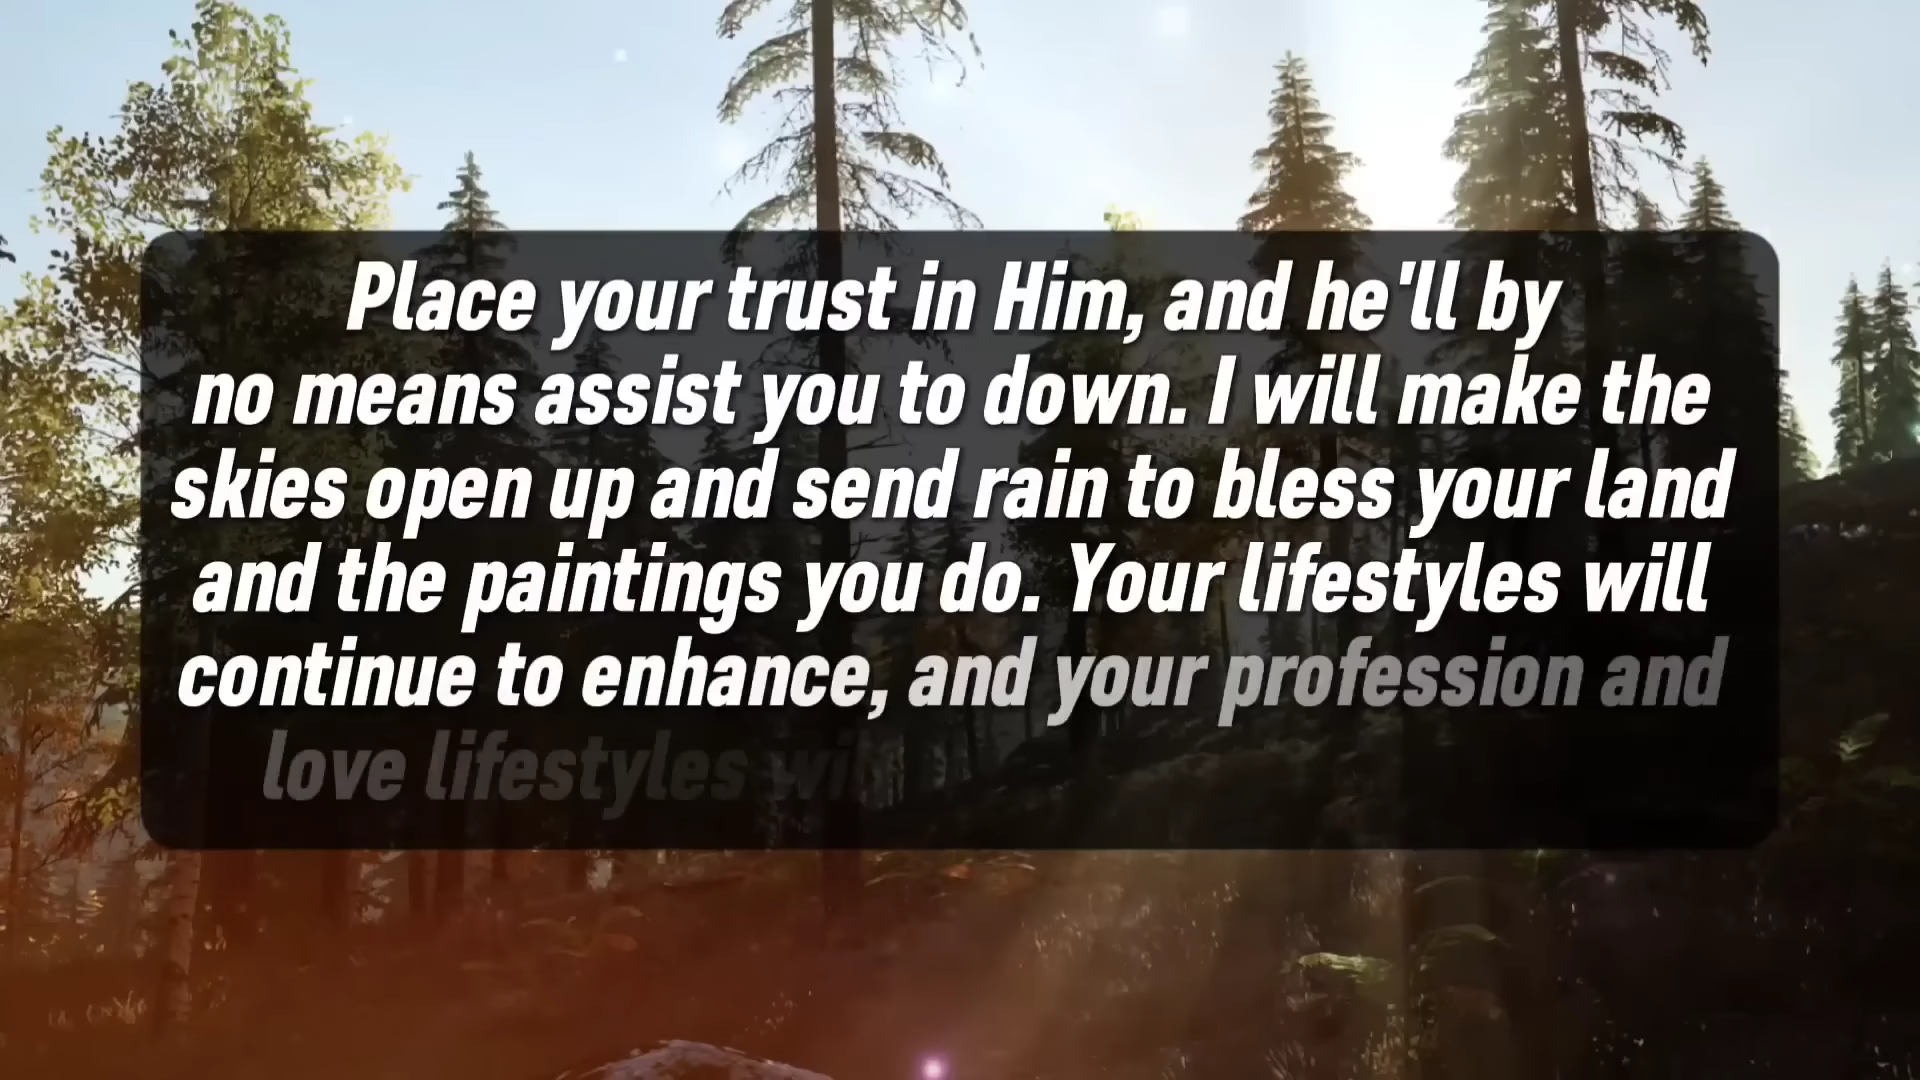 Place your trust in Him, and he'll by
no means assist you to down. I will make the
skies open up and send rain to bless your land
and the paintings you do. Your lifestyles will
continue to enhance, and your profession and
love lifestyles will